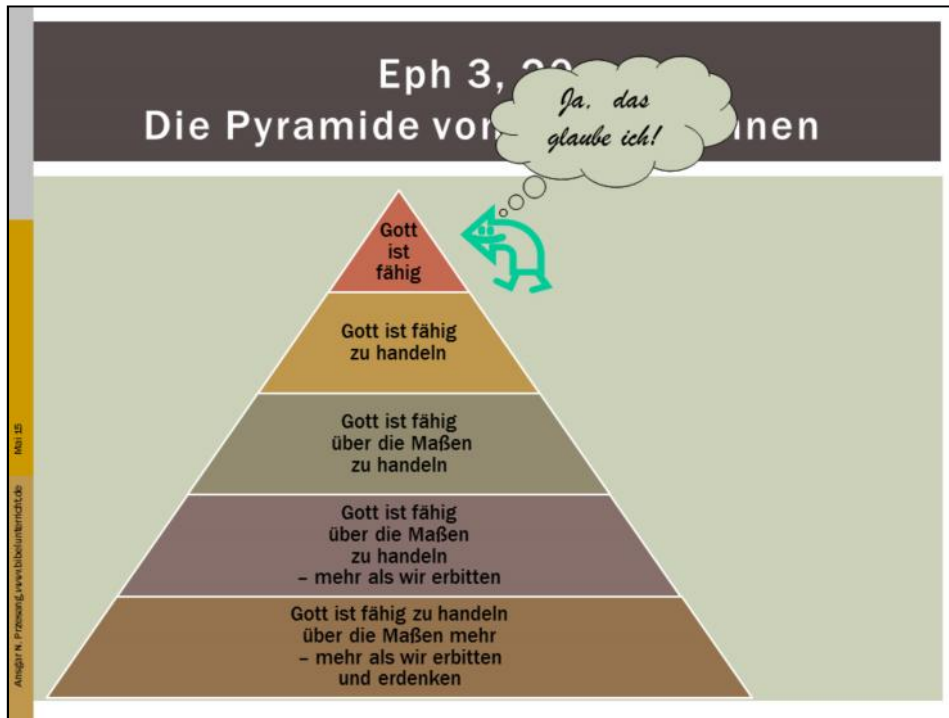 Eph 3,
Die Pyramide von
Ja, das
glaube ich!
Gott
ist
fähig
Gott ist fähig
zu handeln
Gott ist fähig
über die Maßen
zu handeln
Gott ist fähig
über die Maßen
zu handeln
– mehr als wir erbitten
Gott ist fähig zu handeln
über die Maßen mehr
– mehr als wir erbitten
und erdenken
Mai 15
Ansgar N. Przesang, www.bibelunterricht.de